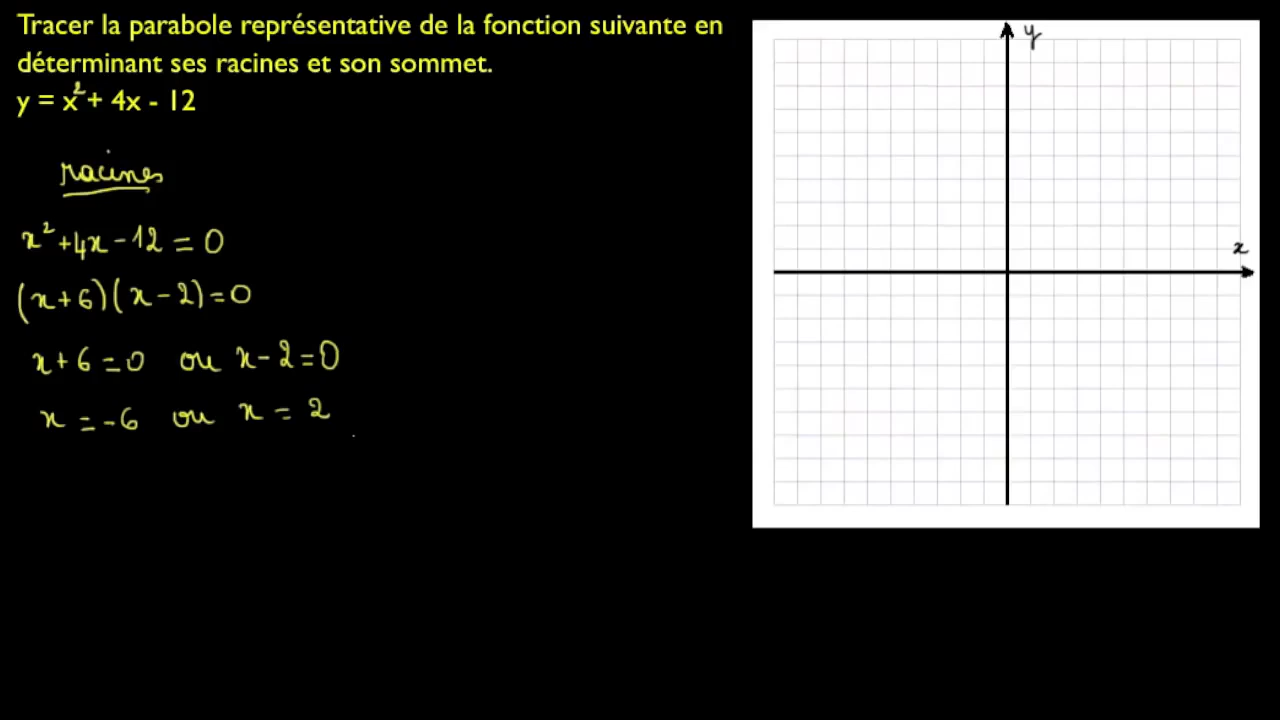 Tracer la parabole représentative de la fonction suivante en
déterminant ses racines et son sommet.
y = x² + 4x - 12
racines
x² + 4x - 12 = 0
(x + 6)(x - 2) = 0
x + 6 = 0 ou x - 2 = 0
x = -6 ou x = 2
y
x